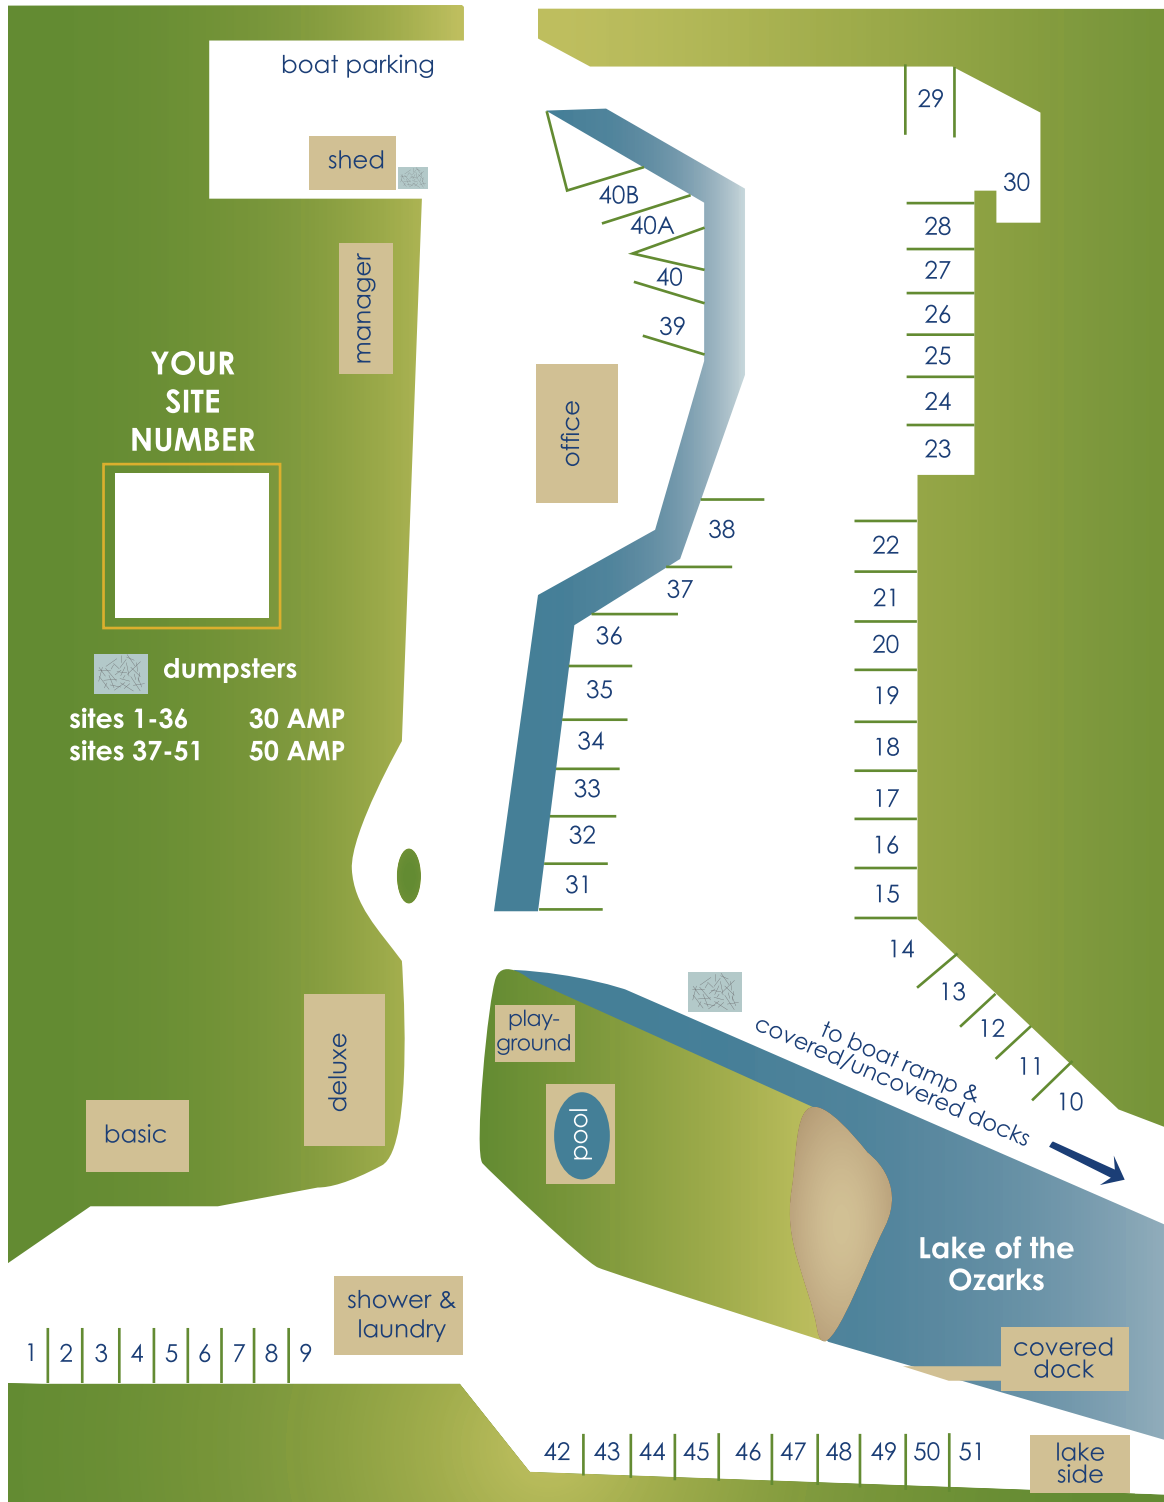 boat parking
shed
29
30
40B
40A
40
39
28
27
26
25
24
23
manager
YOUR
SITE
NUMBER
office
38
37
36
35
34
33
32
31
22
21
20
19
18
17
16
15
14
13
12
11
10
dumpsters
sites 1-36 30 AMP
sites 37-51 50 AMP
play-
ground
pool
deluxe
basic
to boat ramp &
covered/uncovered docks
Lake of the
Ozarks
shower &
laundry
covered
dock
1 2 3 4 5 6 7 8 9
42 43 44 45 46 47 48 49 50 51
lake
side